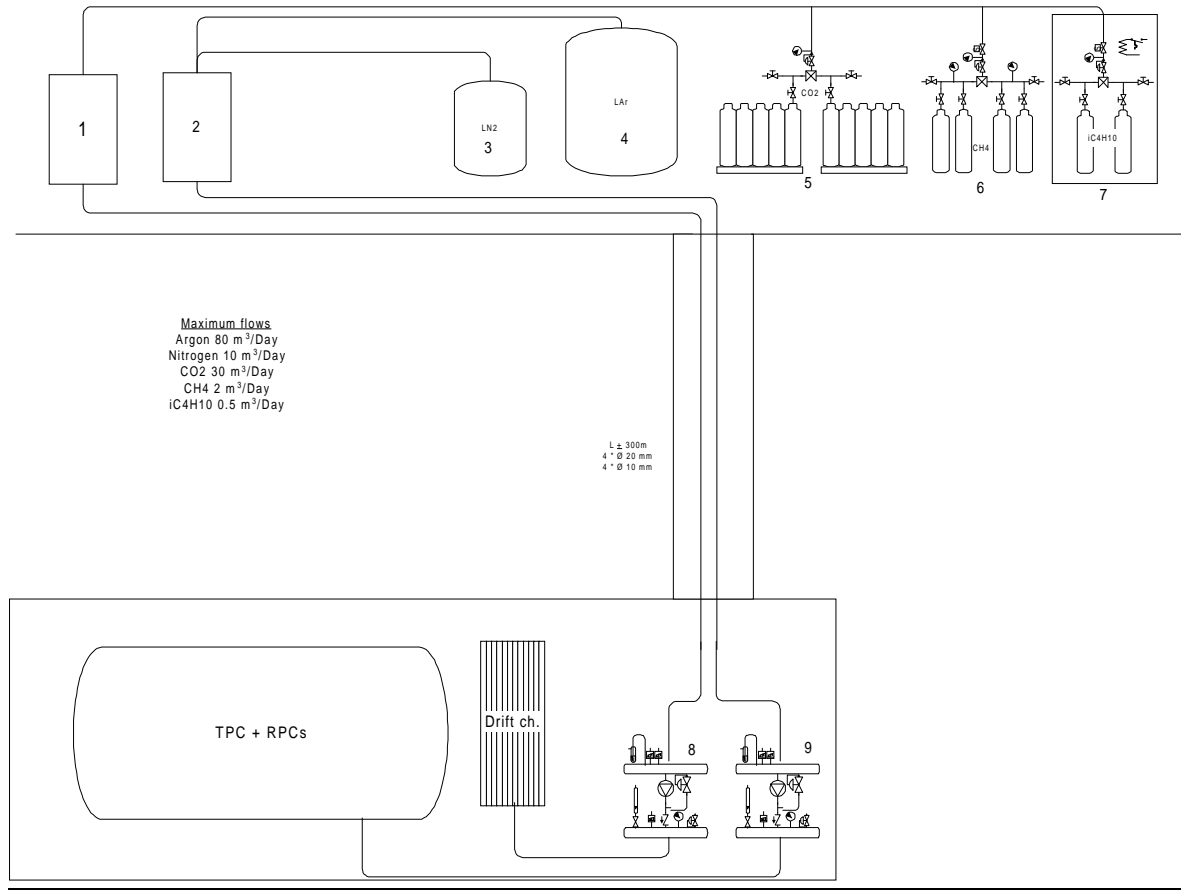 1
2
LN2
3
LAr
4
CO2
5
CH4
6
iC4H10
7
Maximum flows
Argon 80 m³/Day
Nitrogen 10 m³/Day
CO2 30 m³/Day
CH4 2 m³/Day
iC4H10 0.5 m³/Day
L ± 300m
4 * Ø 20 mm
4 * Ø 10 mm
TPC + RPCs
Drift ch.
8
9